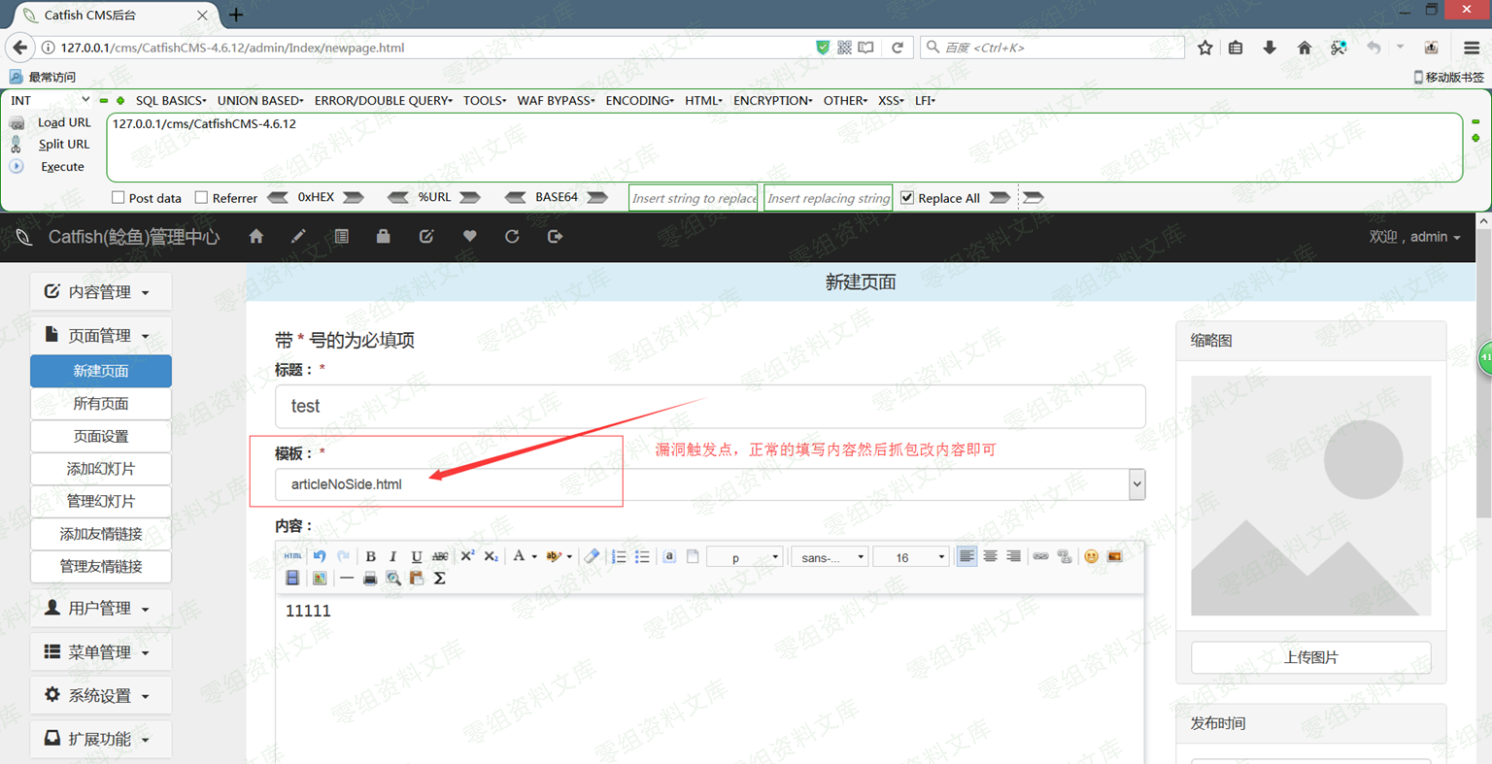 Catfish CMS后台
127.0.0.1/cms/CatfishCMS-4.6.12/admin/Index/newpage.html
百度 <Ctrl+K>
最常访问
移动版书签
INT SQL BASICS UNION BASED ERROR/DOUBLE QUERY TOOLS WAF BYPASS ENCODING HTML ENCRYPTION OTHER XSS LFI
Load URL
127.0.0.1/cms/CatfishCMS-4.6.12
Split URL
Execute
Post data Referrer 0xHEX %URL BASE64 Insert string to replace Insert replacing string Replace All
Catfish(鲶鱼)管理中心
欢迎，admin
内容管理
页面管理
新建页面
所有页面
页面设置
添加幻灯片
管理幻灯片
添加友情链接
管理友情链接
用户管理
菜单管理
系统设置
扩展功能
新建页面
带 * 号的为必填项
标题： *
test
模板： *
漏洞触发点，正常的填写内容然后抓包改内容即可
articleNoSide.html
内容：
HTML B I U ABC X² X₂ A ab a p sans-... 16
Σ
11111
缩略图
上传图片
发布时间
41
零组资料文库